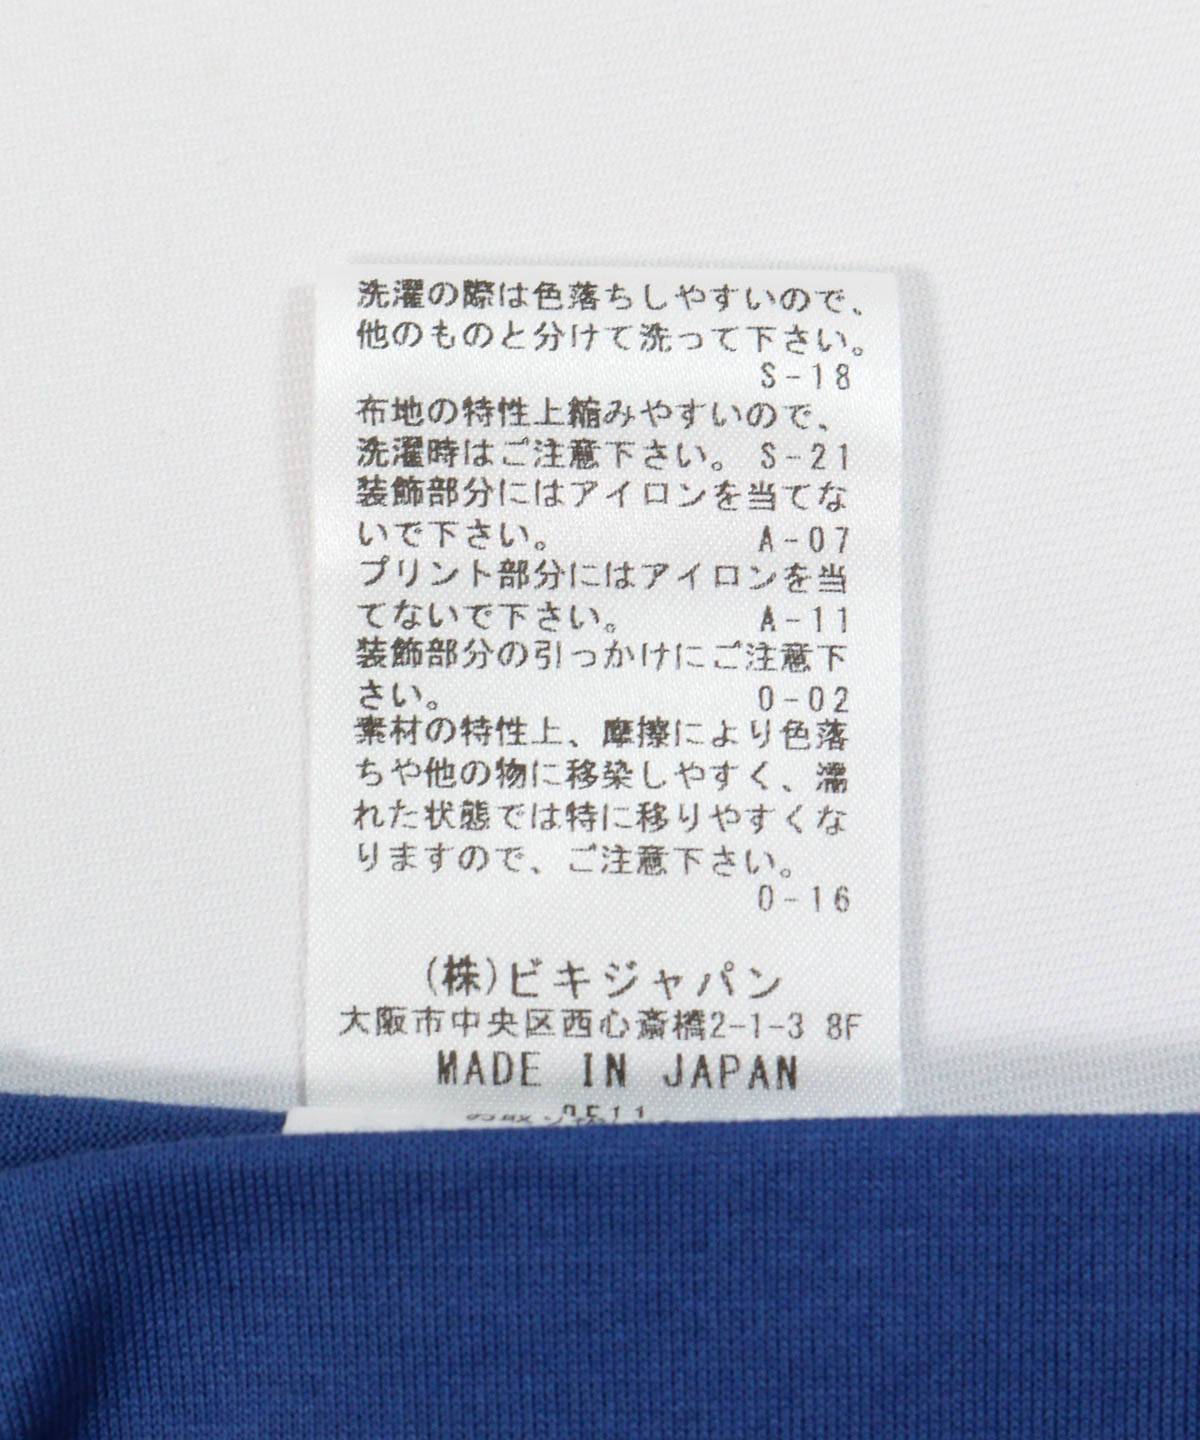 洗濯の際は色落ちしやすいので、
他のものと分けて洗って下さい。
S-18
布地の特性上縮みやすいので、
洗濯時はご注意下さい。 S-21
装飾部分にはアイロンを当てな
いで下さい。 A-07
プリント部分にはアイロンを当
てないで下さい。 A-11
装飾部分の引っかけにご注意下
さい。 0-02
素材の特性上、摩擦により色落
ちや他の物に移染しやすく、濡
れた状態では特に移りやすくな
りますので、ご注意下さい。
0-16
(株)ビキジャパン
大阪市中央区西心斎橋2-1-3 8F
MADE IN JAPAN